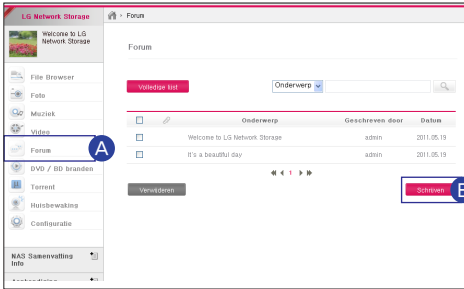 LG Network Storage
Welcome to LG
Network Storage
File Browser
Foto
Muziek
Video
Forum
A
DVD / BD branden
Torrent
Huisbewaking
Configuratie
NAS Samenvatting
Info
Forum
Forum
Volledige lijst
Onderwerp
Onderwerp
Geschreven door
Datum
Welcome to LG Network Storage
admin
2011.05.19
It's a beautiful day
admin
2011.05.19
1
Verwijderen
Schrijven